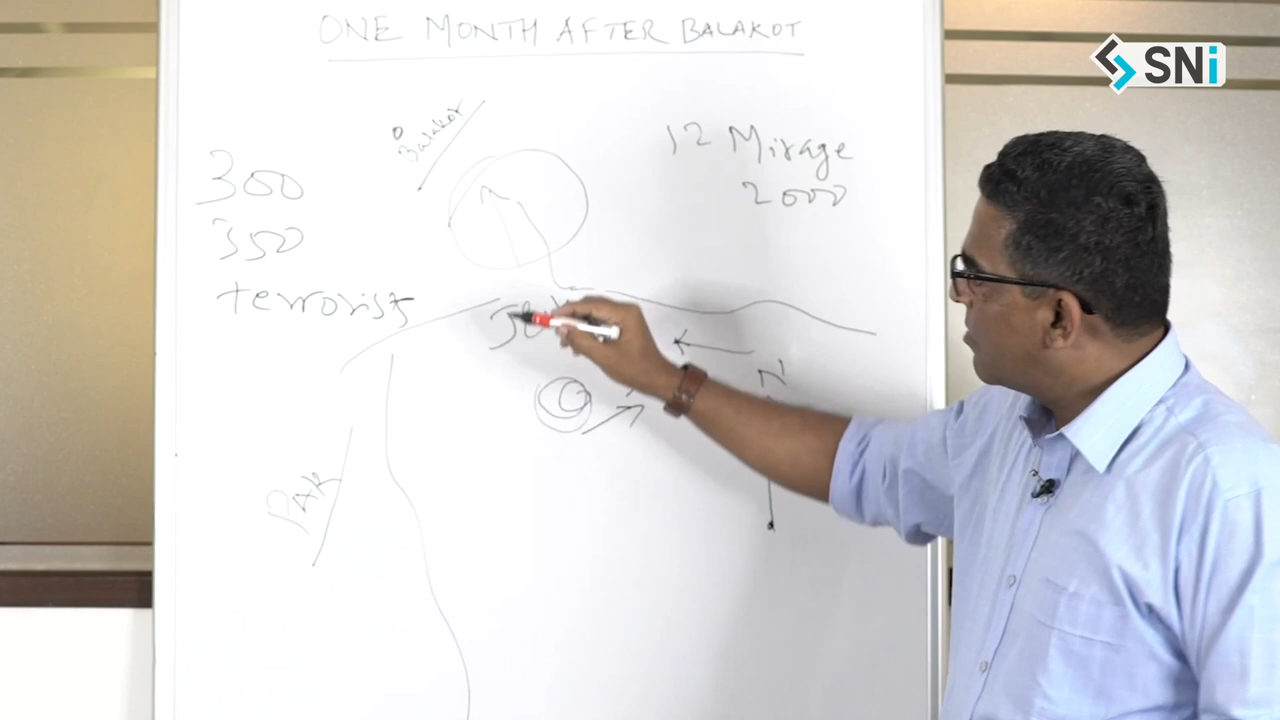 ONE MONTH AFTER BALAKOT
SNi
Balakot
12 Mirage
2000
300
350
terrorist
PAK